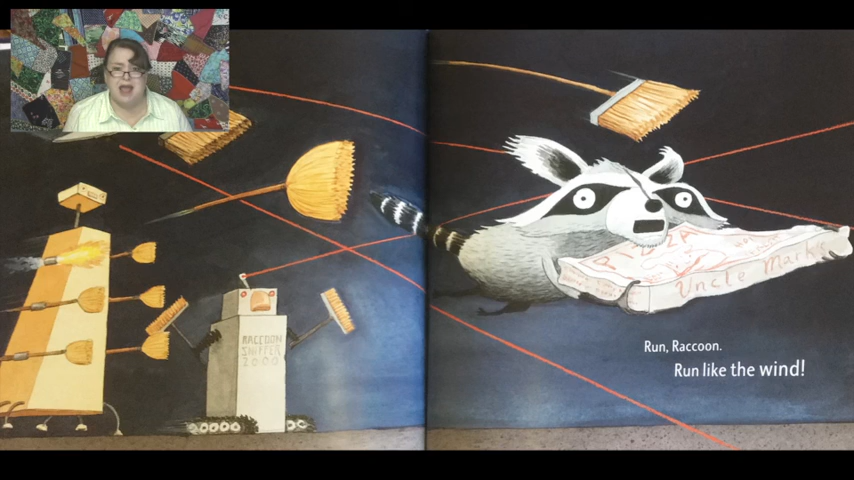 RACCOON
SNIFFER
2000
PIZZA
Uncle Mark's
Run, Raccoon.
Run like the wind!